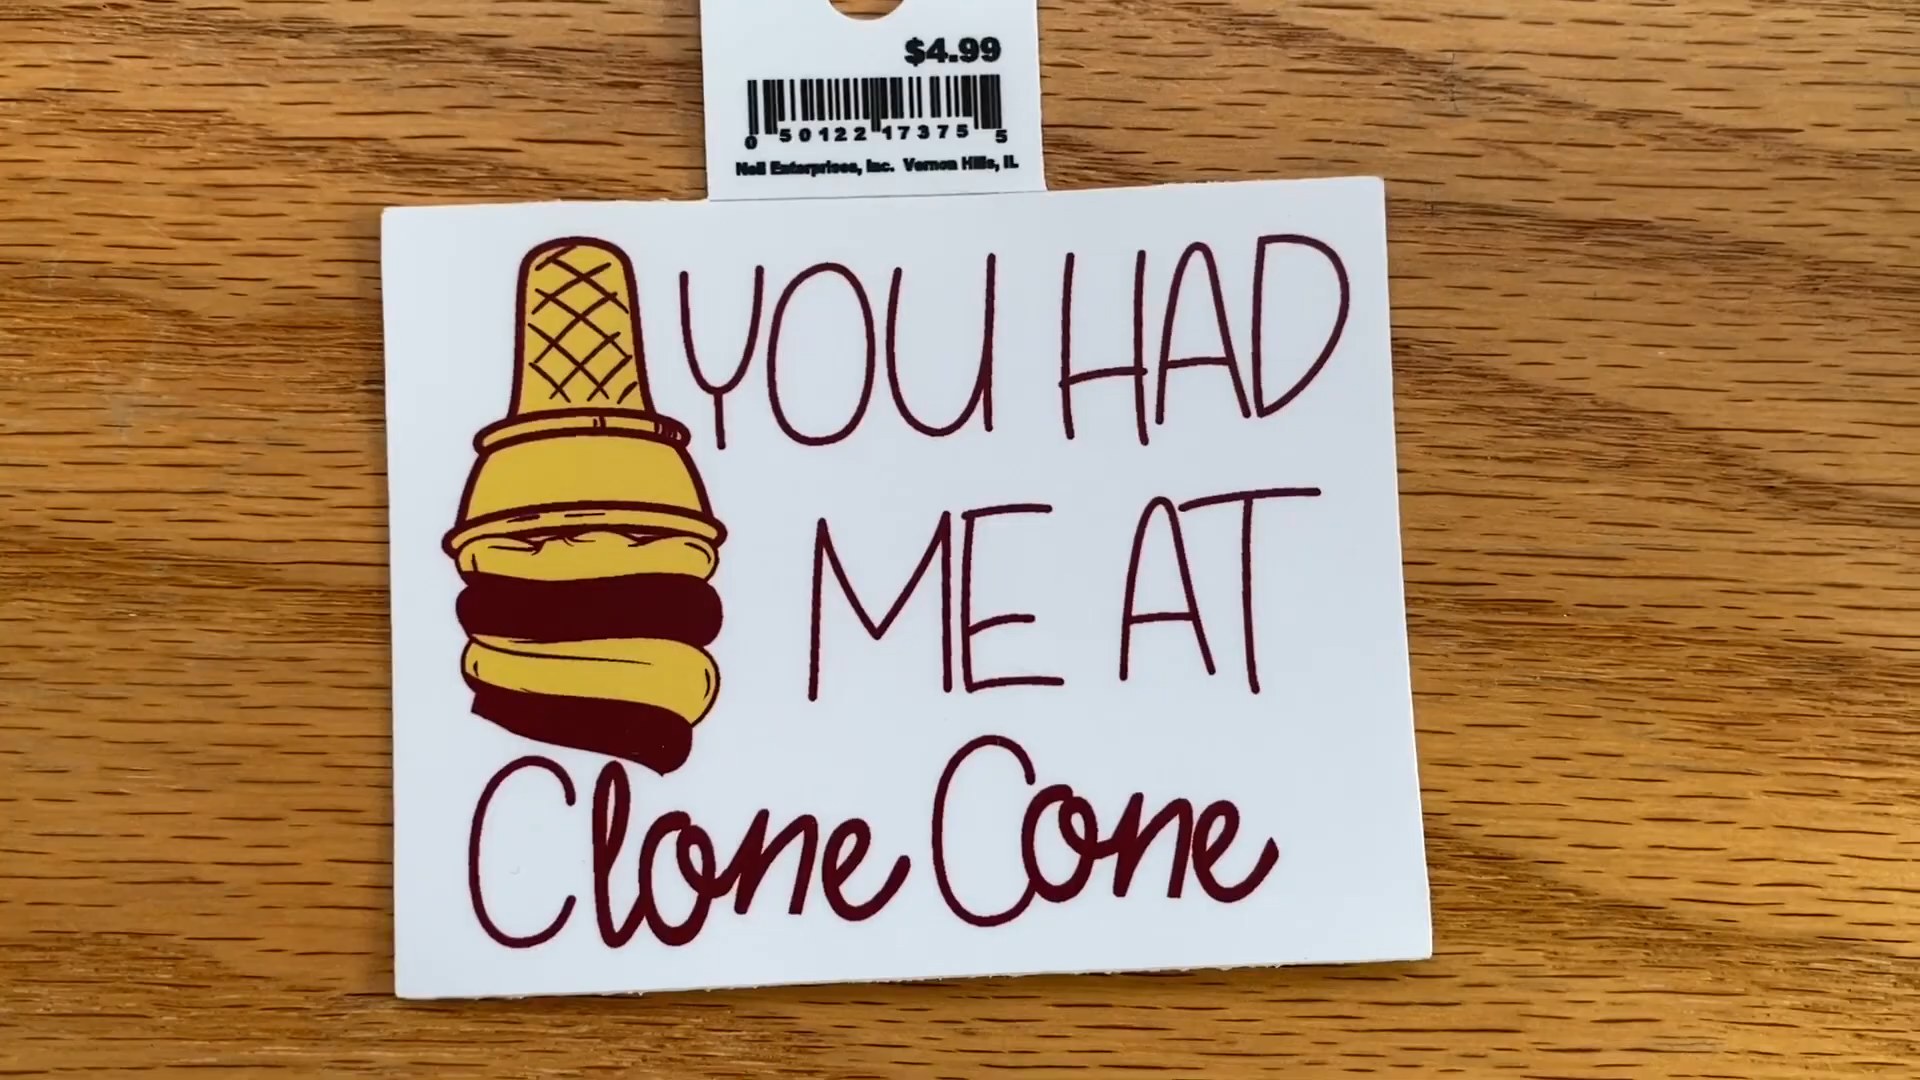 $4.99
0 50122 17375 5
Neil Enterprises, Inc. Vernon Hills, IL
YOU HAD
ME AT
Clone Cone